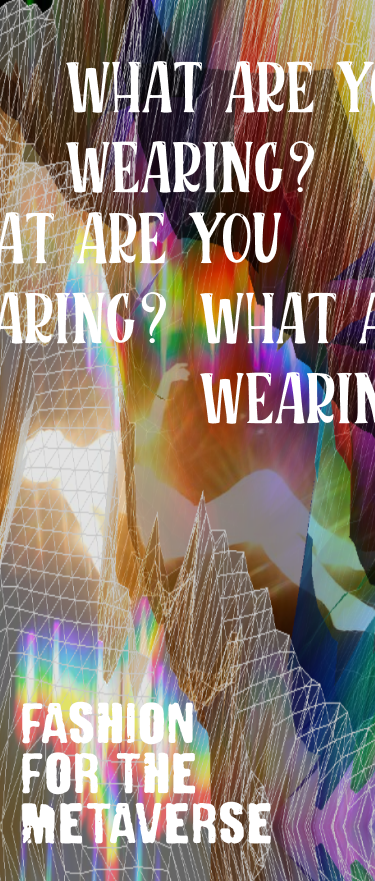 WHAT ARE YO
WEARING?
AT ARE YOU
ARING? WHAT A
WEARIN
FASHION
FOR THE
METAVERSE